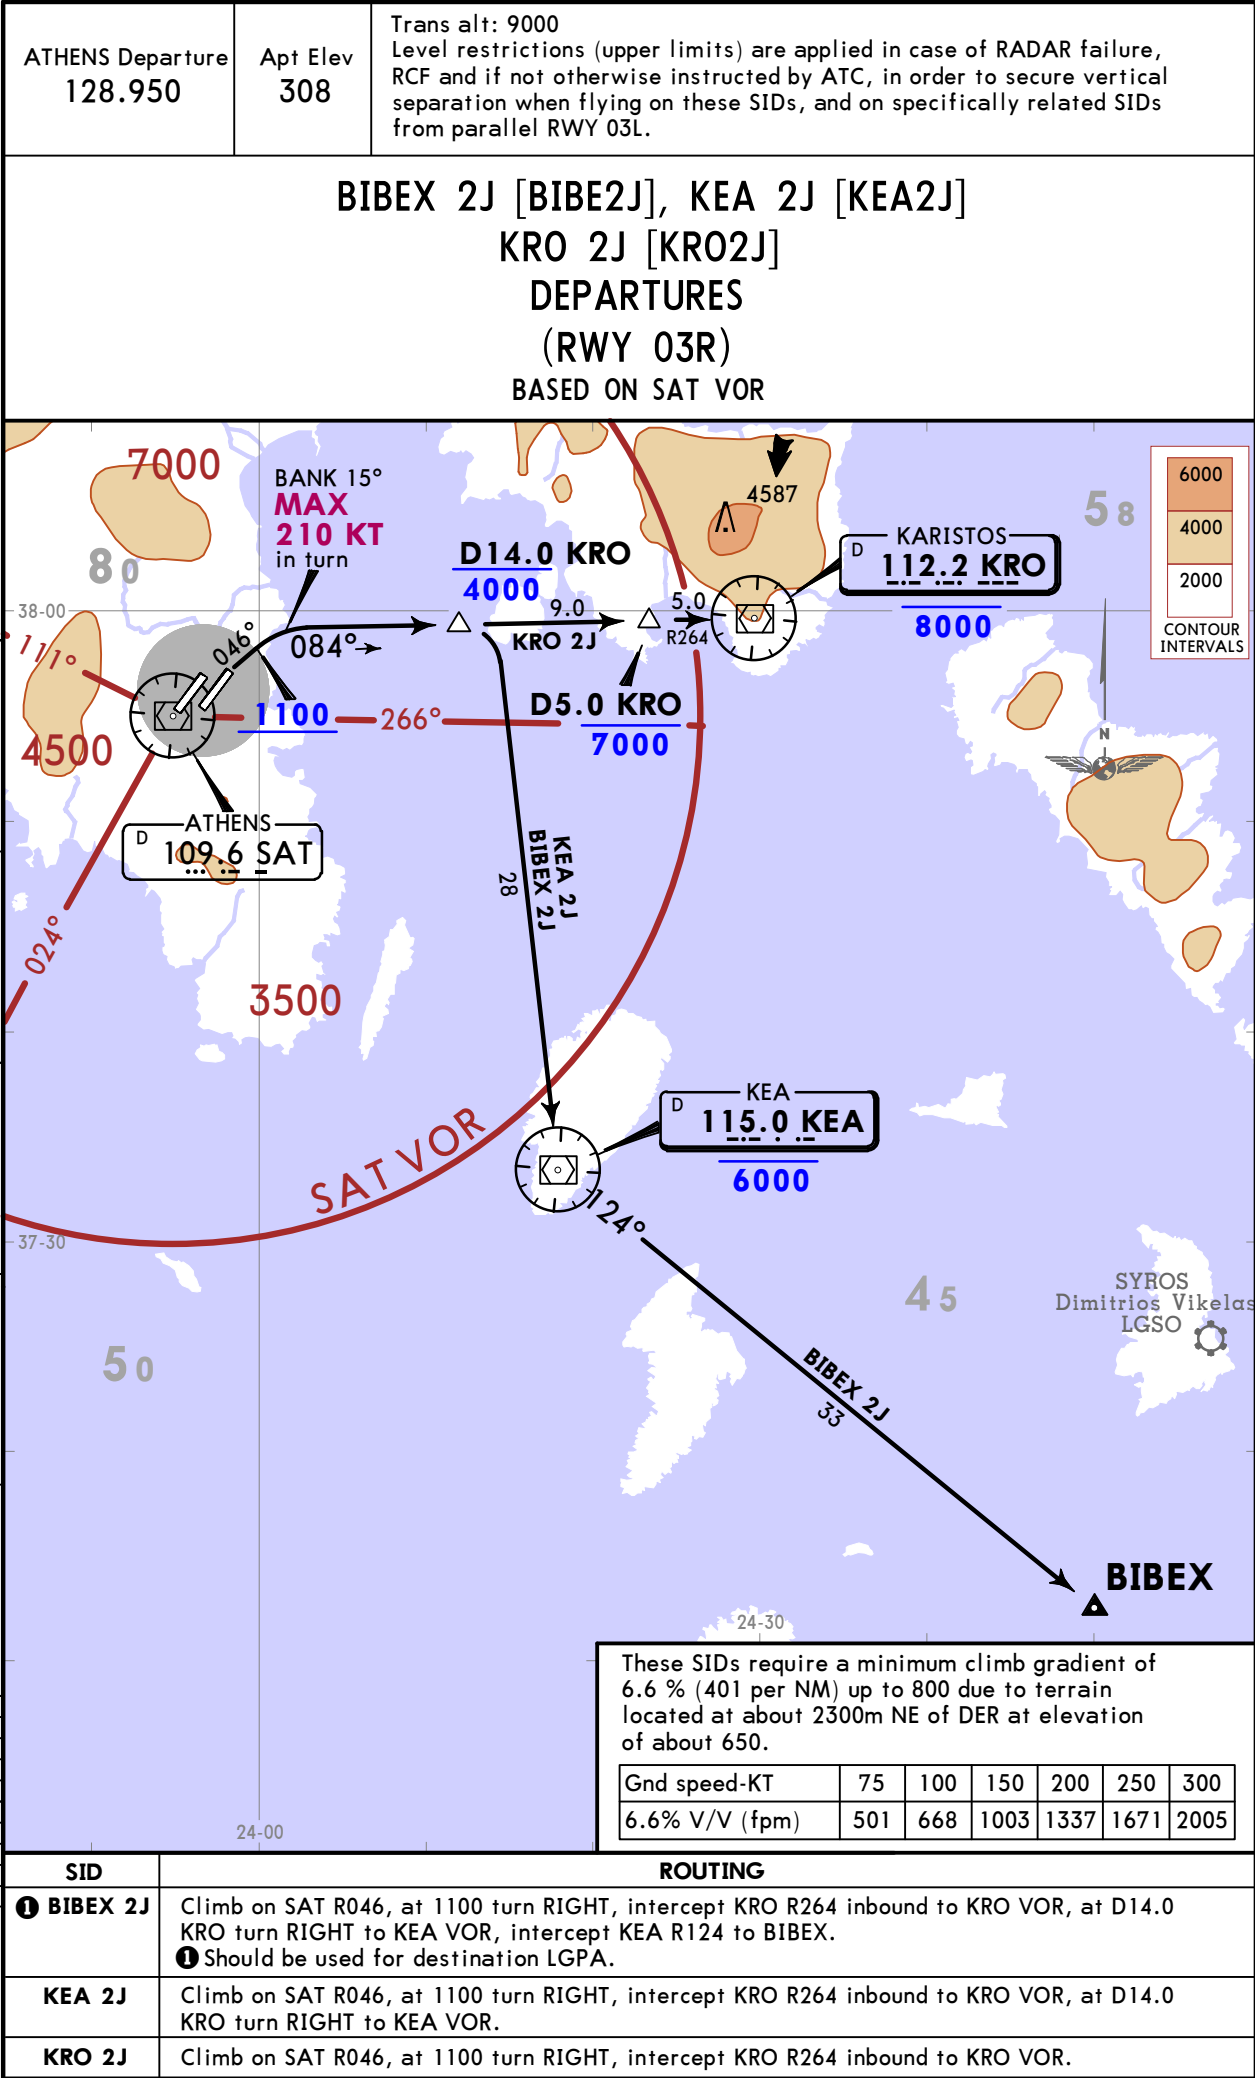 ATHENS Departure
128.950
Apt Elev
308
Trans alt: 9000
Level restrictions (upper limits) are applied in case of RADAR failure,
RCF and if not otherwise instructed by ATC, in order to secure vertical
separation when flying on these SIDs, and on specifically related SIDs
from parallel RWY 03L.
BIBEX 2J [BIBE2J], KEA 2J [KEA2J]
KRO 2J [KRO2J]
DEPARTURES
(RWY 03R)
BASED ON SAT VOR
7000
80
BANK 15°
MAX
210 KT
in turn
4587
58
6000
4000
2000
CONTOUR
INTERVALS
KARISTOS
D 112.2 KRO
8000
D14.0 KRO
4000
38-00
9.0
KRO 2J
5.0
R264
111°
046°
084°
D5.0 KRO
7000
1100
266°
4500
N
ATHENS
D 109.6 SAT
KEA 2J
BIBEX 2J
28
024°
3500
KEA
D 115.0 KEA
6000
SAT VOR
124°
37-30
45
SYROS
Dimitrios Vikelas
LGSO
50
BIBEX 2J
33
BIBEX
24-30
These SIDs require a minimum climb gradient of
6.6 % (401 per NM) up to 800 due to terrain
located at about 2300m NE of DER at elevation
of about 650.
Gnd speed-KT 75 100 150 200 250 300
6.6% V/V (fpm) 501 668 1003 1337 1671 2005
24-00
SID ROUTING
1 BIBEX 2J Climb on SAT R046, at 1100 turn RIGHT, intercept KRO R264 inbound to KRO VOR, at D14.0
KRO turn RIGHT to KEA VOR, intercept KEA R124 to BIBEX.
1 Should be used for destination LGPA.
KEA 2J Climb on SAT R046, at 1100 turn RIGHT, intercept KRO R264 inbound to KRO VOR, at D14.0
KRO turn RIGHT to KEA VOR.
KRO 2J Climb on SAT R046, at 1100 turn RIGHT, intercept KRO R264 inbound to KRO VOR.